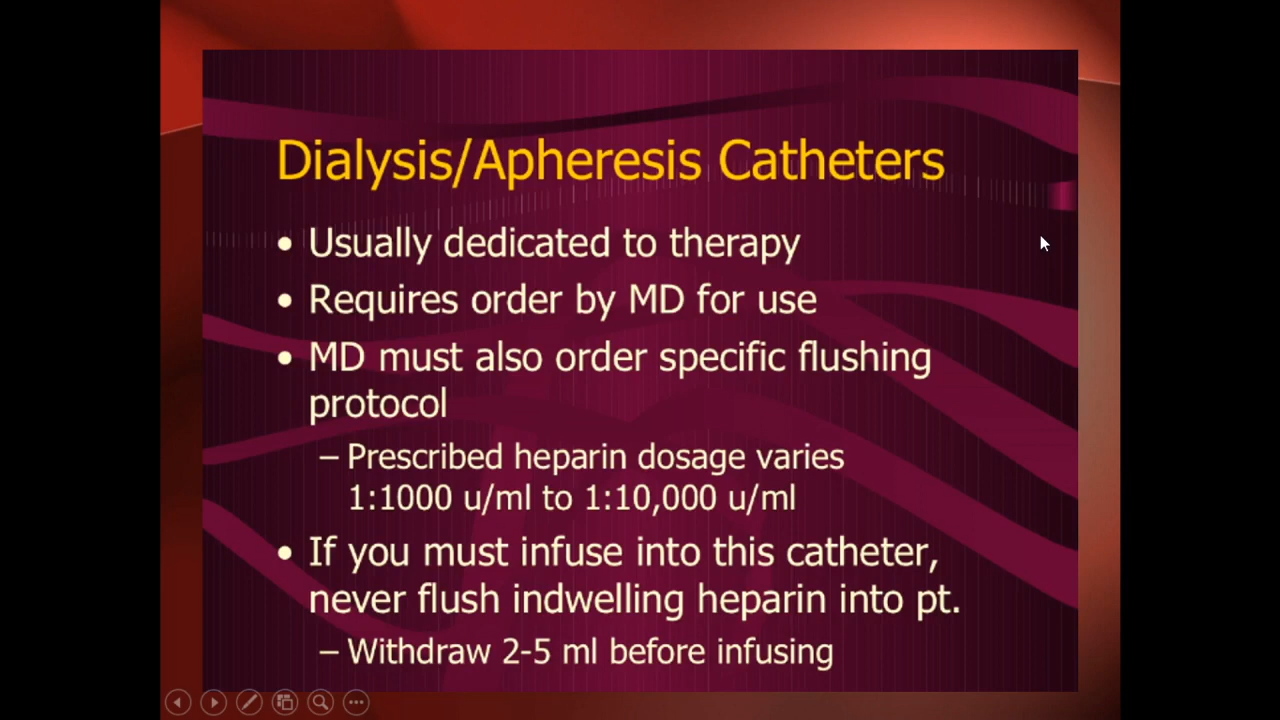 Dialysis/Apheresis Catheters
• Usually dedicated to therapy
• Requires order by MD for use
• MD must also order specific flushing
protocol
– Prescribed heparin dosage varies
1:1000 u/ml to 1:10,000 u/ml
• If you must infuse into this catheter,
never flush indwelling heparin into pt.
– Withdraw 2-5 ml before infusing